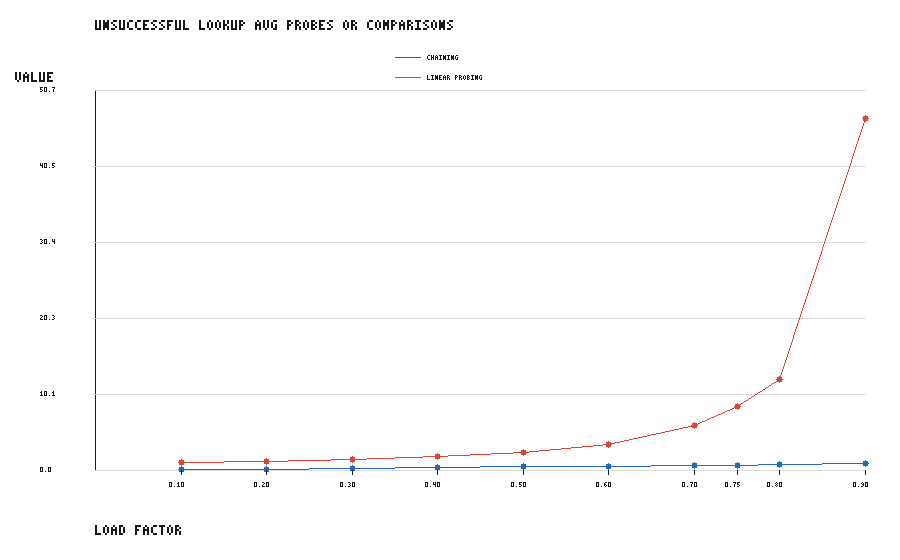 UNSUCCESSFUL LOOKUP AVG PROBES OR COMPARISONS
CHAINING
LINEAR PROBING
VALUE
50.7
40.5
30.4
20.3
10.1
0.0
0.10 0.20 0.30 0.40 0.50 0.60 0.70 0.75 0.80 0.90
LOAD FACTOR